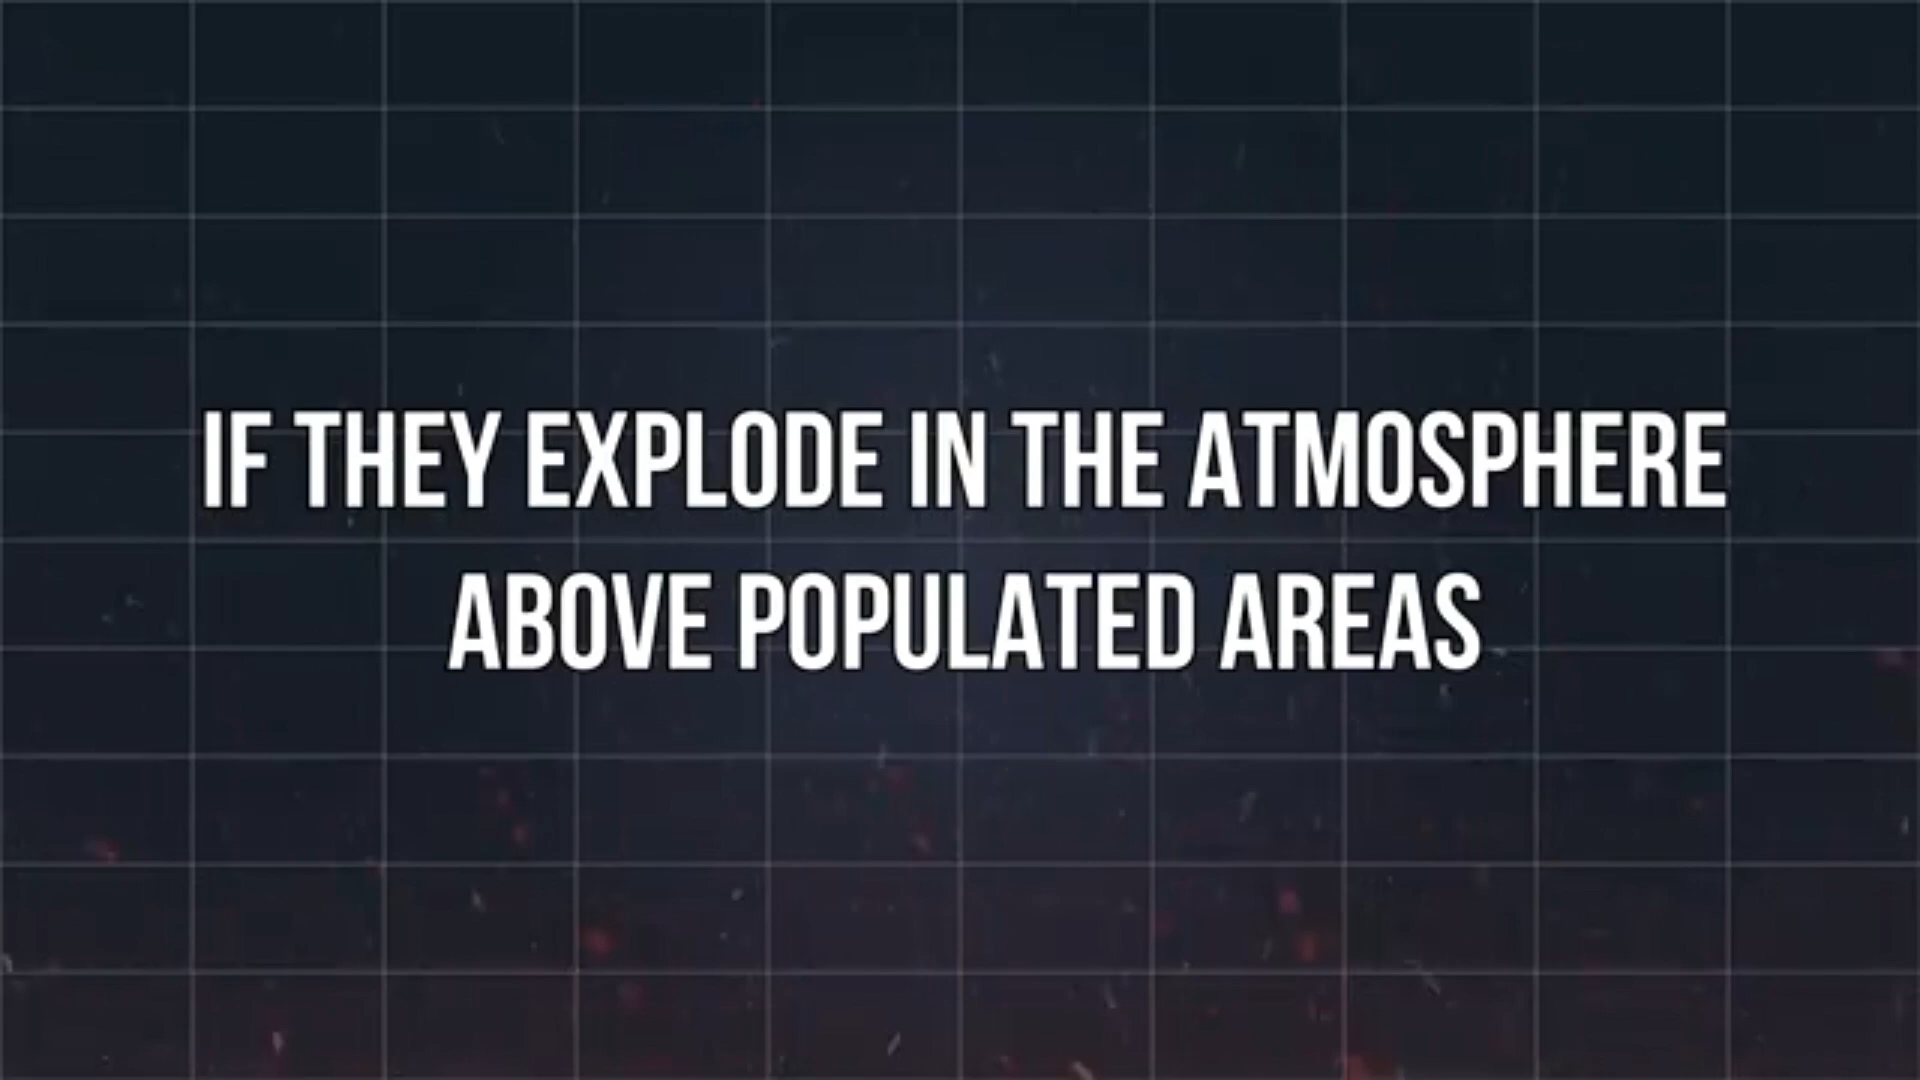 IF THEY EXPLODE IN THE ATMOSPHERE
ABOVE POPULATED AREAS